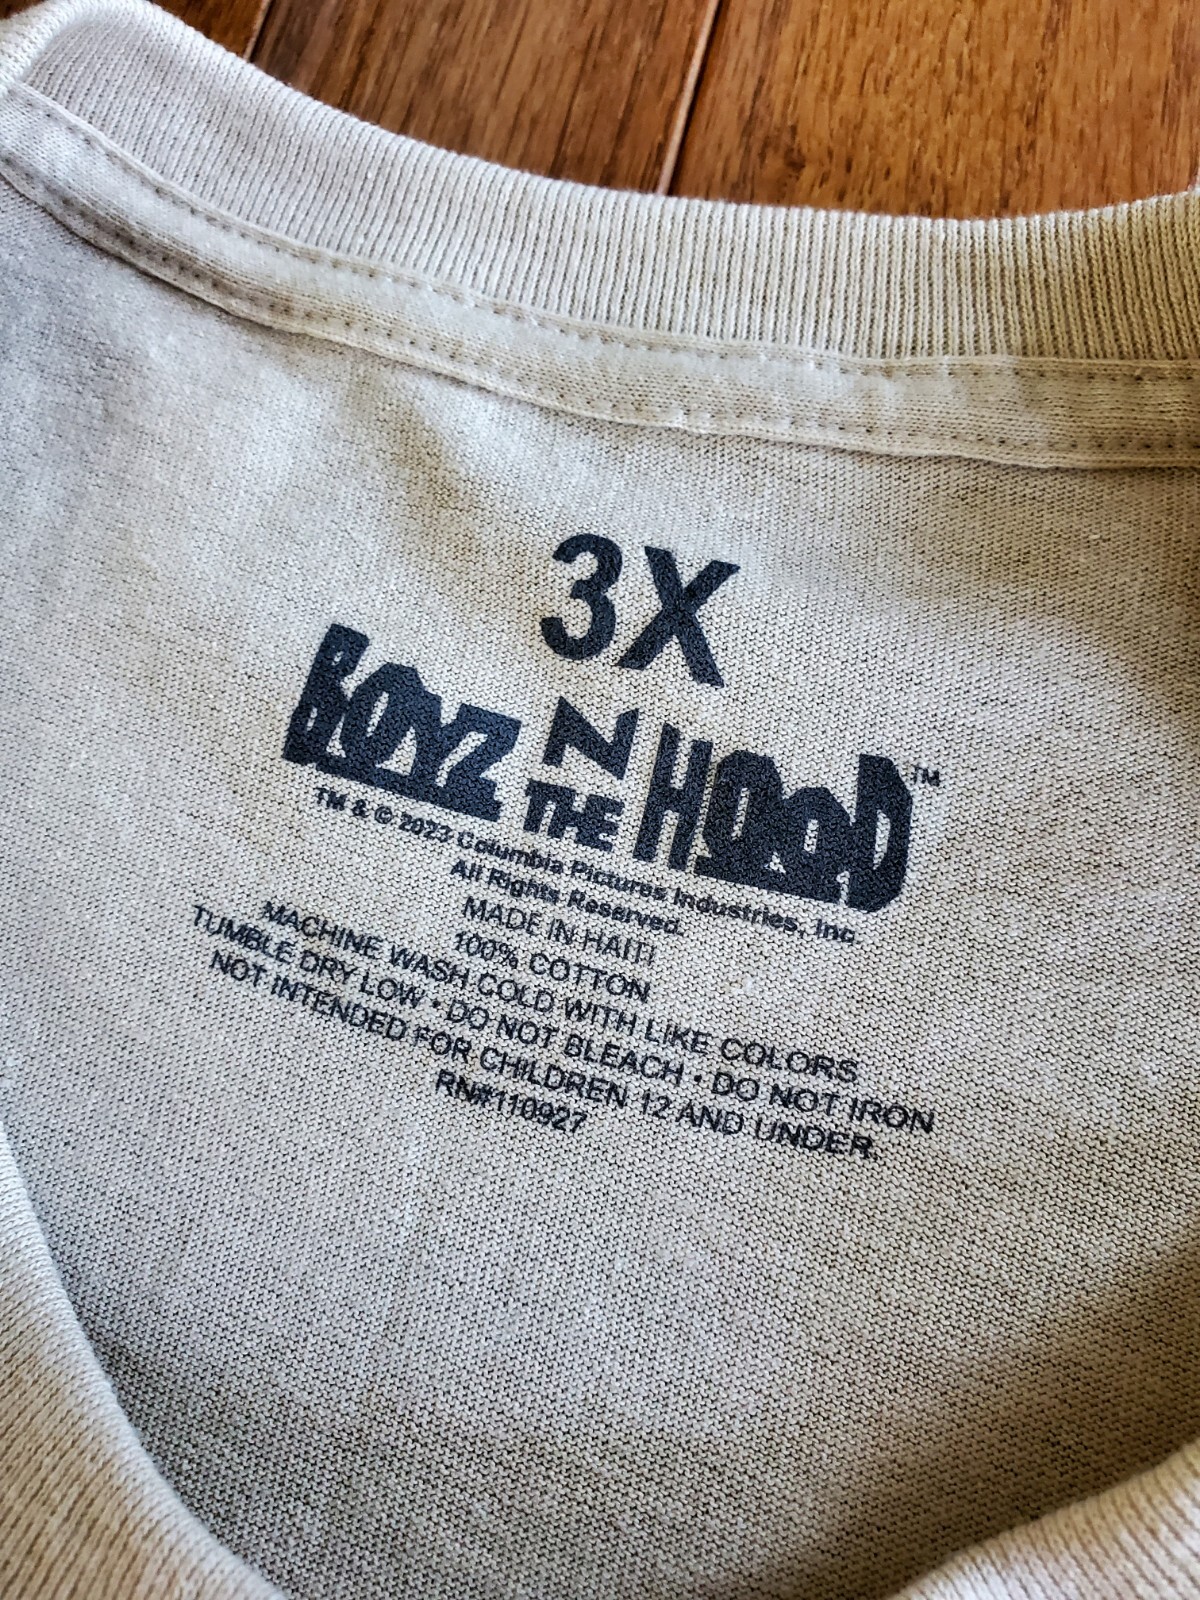 3X
BOYZ N THE HOOD™
TM & © 2023 Columbia Pictures Industries, Inc.
All Rights Reserved.
MADE IN HAITI
100% COTTON
MACHINE WASH COLD WITH LIKE COLORS
TUMBLE DRY LOW • DO NOT BLEACH • DO NOT IRON
NOT INTENDED FOR CHILDREN 12 AND UNDER.
RN#110927